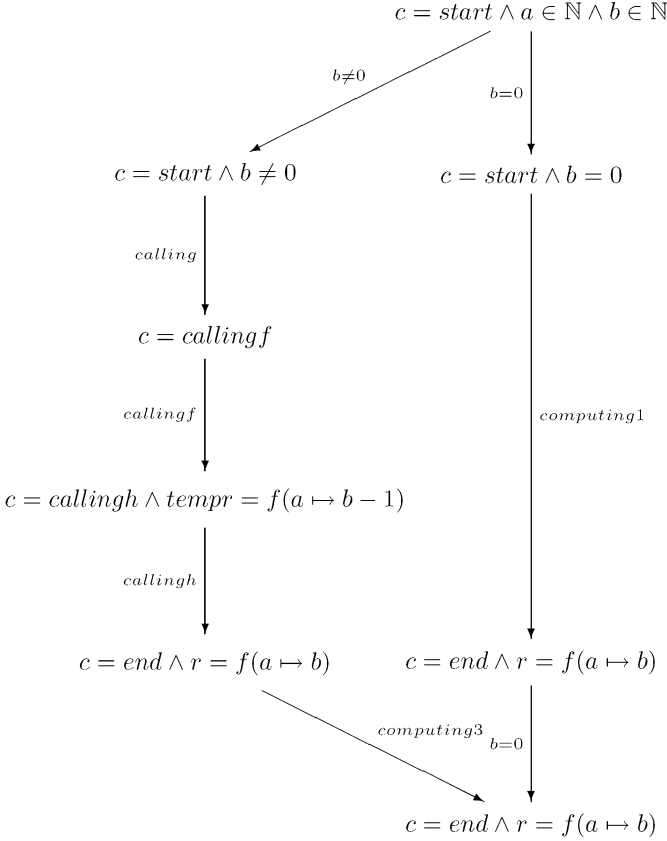 c = start ∧ a ∈ ℕ ∧ b ∈ ℕ
b≠0
b=0
c = start ∧ b ≠ 0
c = start ∧ b = 0
calling
c = callingf
callingf
computing1
c = callingh ∧ tempr = f(a ↦ b − 1)
callingh
c = end ∧ r = f(a ↦ b)
c = end ∧ r = f(a ↦ b)
computing3
b=0
c = end ∧ r = f(a ↦ b)